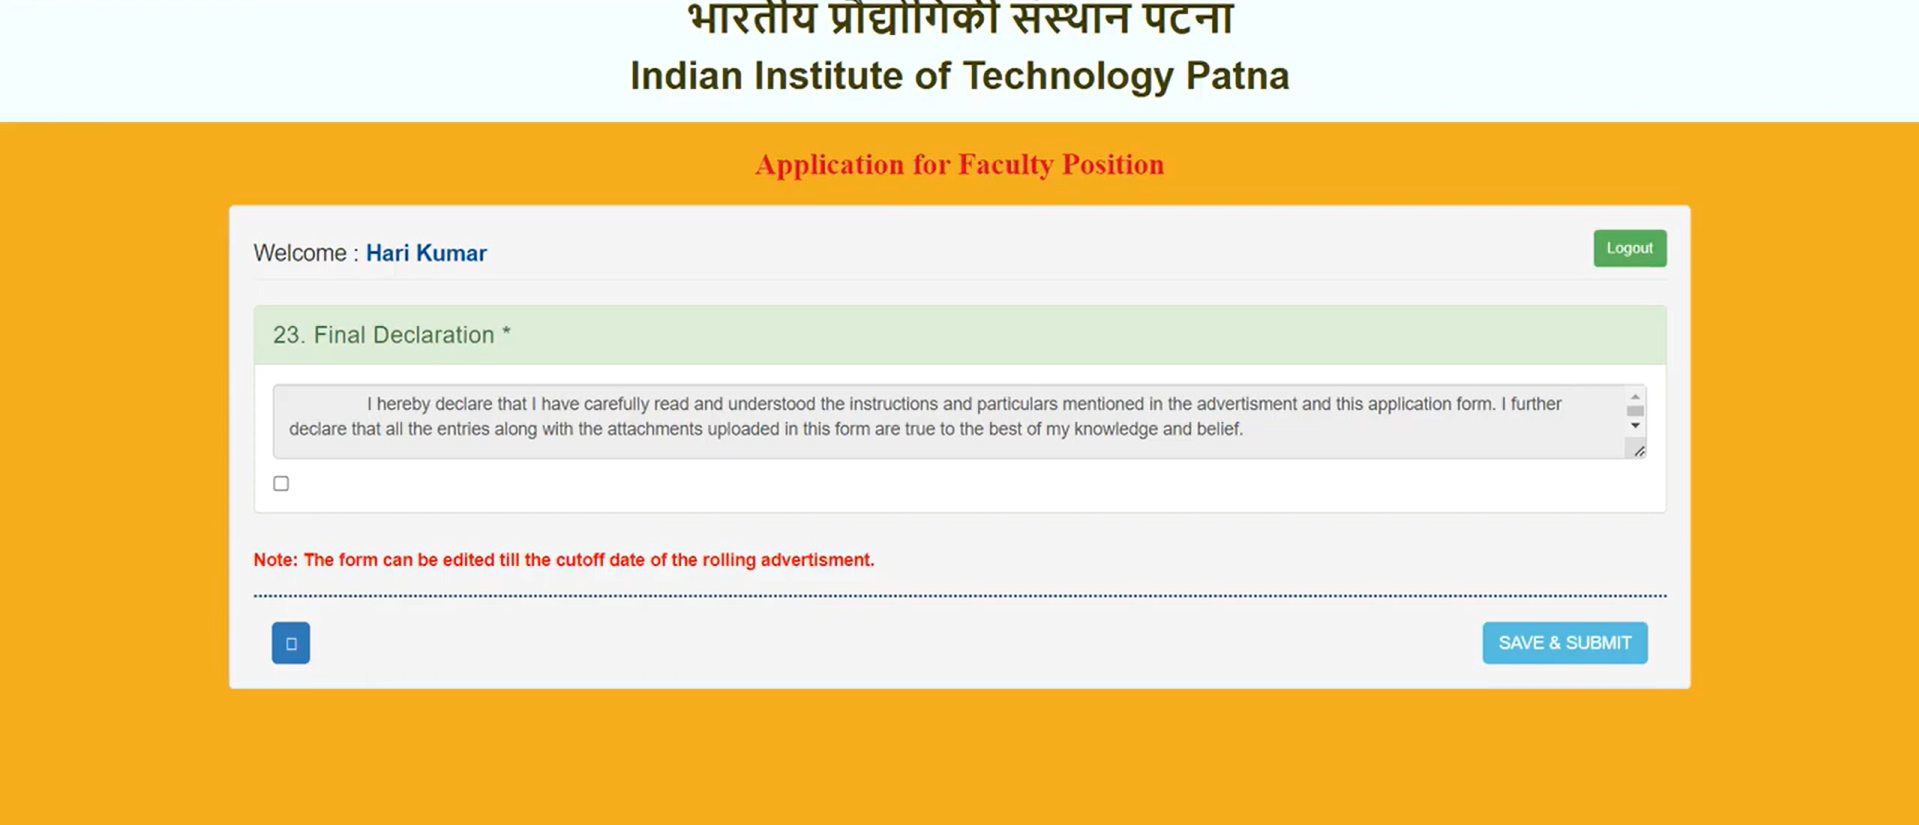 भारतीय प्रौद्योगिकी संस्थान पटना
Indian Institute of Technology Patna
Application for Faculty Position
Welcome : Hari Kumar
Logout
23. Final Declaration *
I hereby declare that I have carefully read and understood the instructions and particulars mentioned in the advertisment and this application form. I further
declare that all the entries along with the attachments uploaded in this form are true to the best of my knowledge and belief.
Note: The form can be edited till the cutoff date of the rolling advertisment.
SAVE & SUBMIT